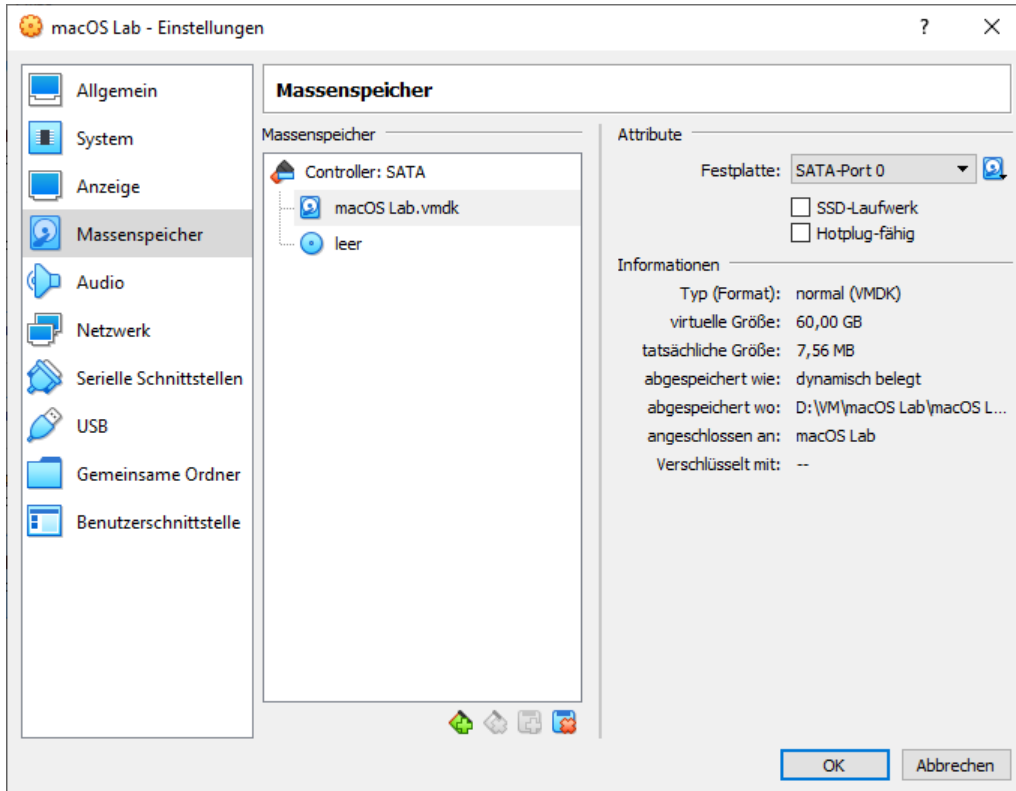 macOS Lab - Einstellungen
?
Allgemein
System
Anzeige
Massenspeicher
Audio
Netzwerk
Serielle Schnittstellen
USB
Gemeinsame Ordner
Benutzerschnittstelle
Massenspeicher
Massenspeicher
Controller: SATA
macOS Lab.vmdk
leer
Attribute
Festplatte: SATA-Port 0
SSD-Laufwerk
Hotplug-fähig
Informationen
Typ (Format): normal (VMDK)
virtuelle Größe: 60,00 GB
tatsächliche Größe: 7,56 MB
abgespeichert wie: dynamisch belegt
abgespeichert wo: D:\VM\macOS Lab\macOS L...
angeschlossen an: macOS Lab
Verschlüsselt mit: --
OK
Abbrechen